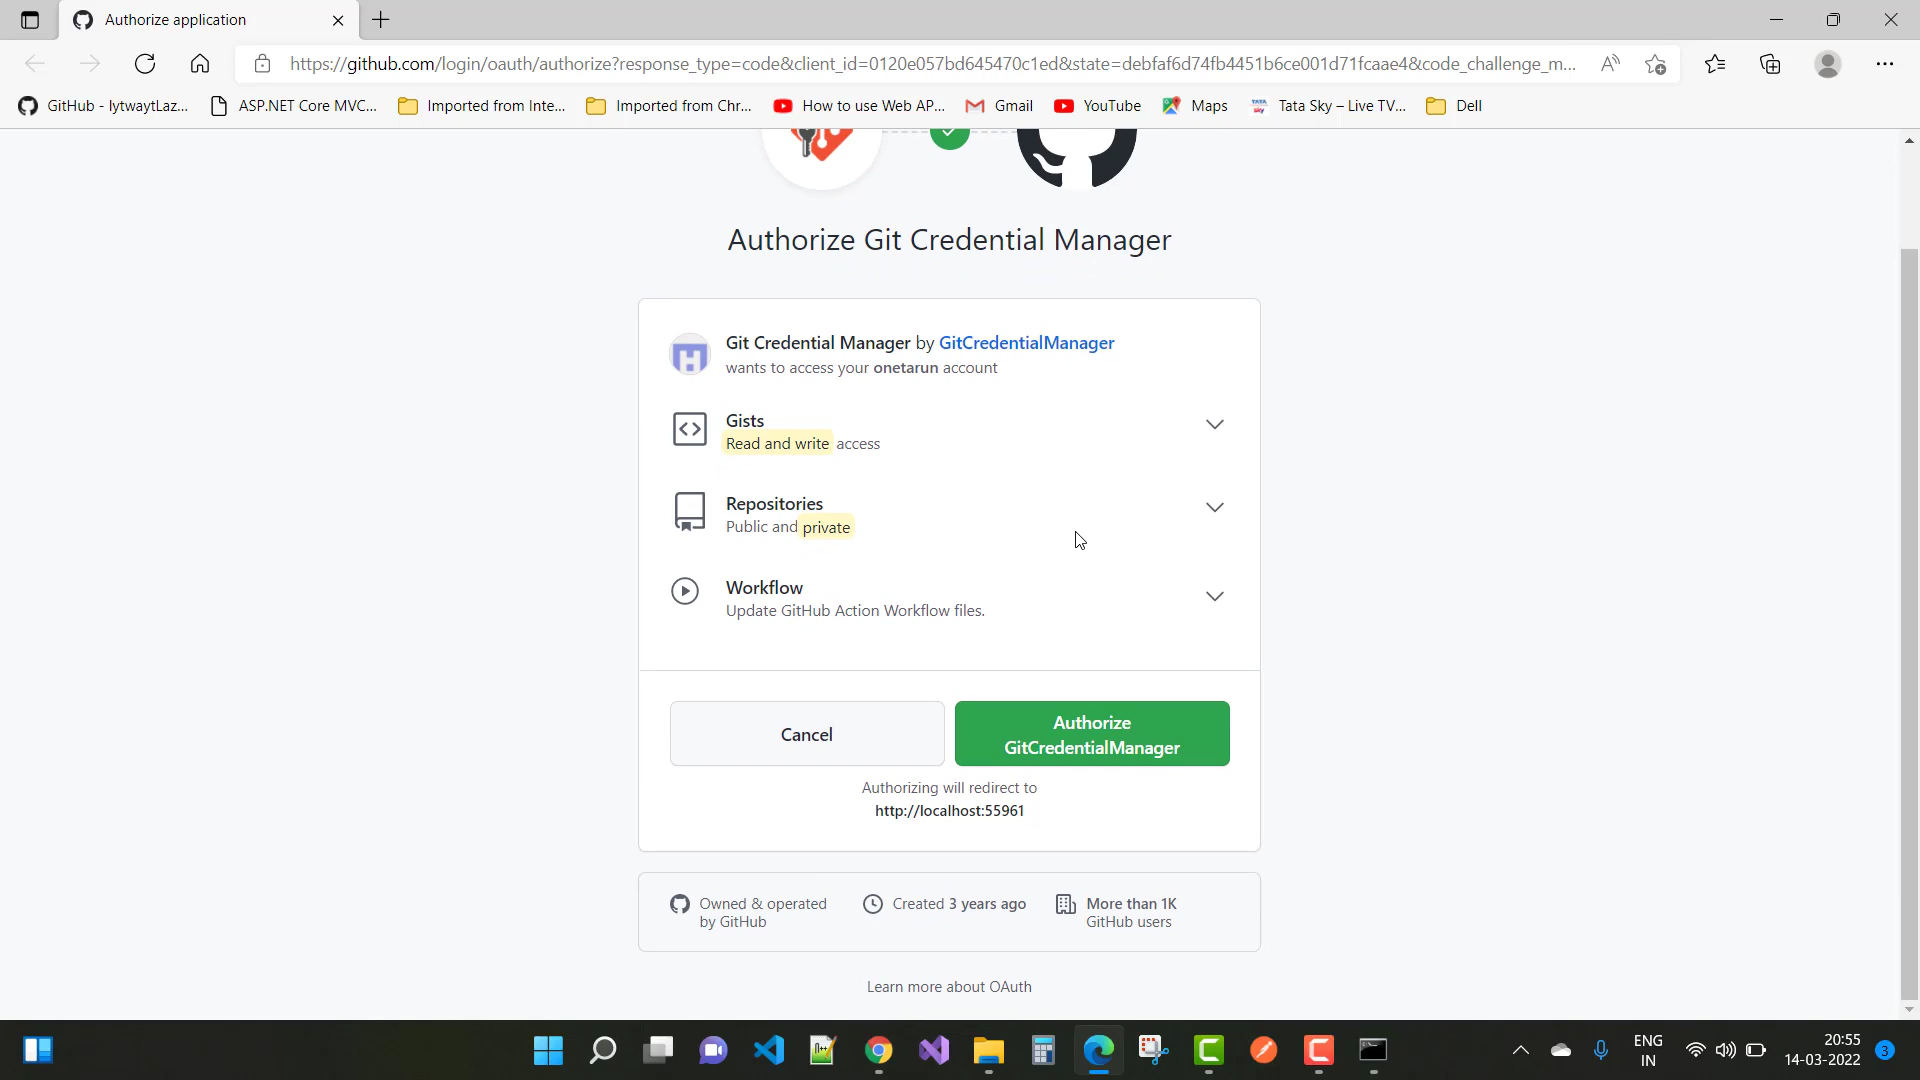 Authorize application
https://github.com/login/oauth/authorize?response_type=code&client_id=0120e057bd645470c1ed&state=debfaf6d74fb4451b6ce001d71fcaae4&code_challenge_m...
GitHub - lytwaytLaz... ASP.NET Core MVC... Imported from Inte... Imported from Chr... How to use Web AP... Gmail YouTube Maps Tata Sky – Live TV... Dell
Authorize Git Credential Manager
Git Credential Manager by GitCredentialManager
wants to access your onetarun account
Gists
Read and write access
Repositories
Public and private
Workflow
Update GitHub Action Workflow files.
Cancel
Authorize
GitCredentialManager
Authorizing will redirect to
http://localhost:55961
Owned & operated
by GitHub
Created 3 years ago
More than 1K
GitHub users
Learn more about OAuth
ENG
IN
20:55
14-03-2022
3